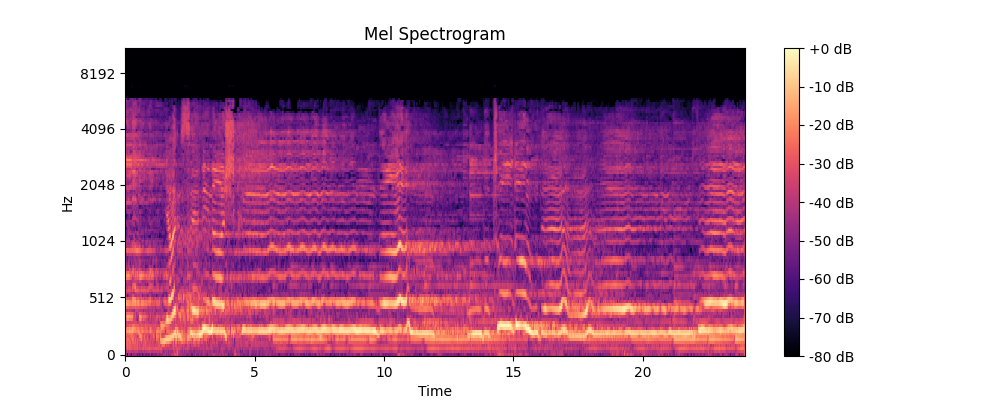 Mel Spectrogram
Hz
8192
4096
2048
1024
512
0
0 5 10 15 20
Time
+0 dB
-10 dB
-20 dB
-30 dB
-40 dB
-50 dB
-60 dB
-70 dB
-80 dB